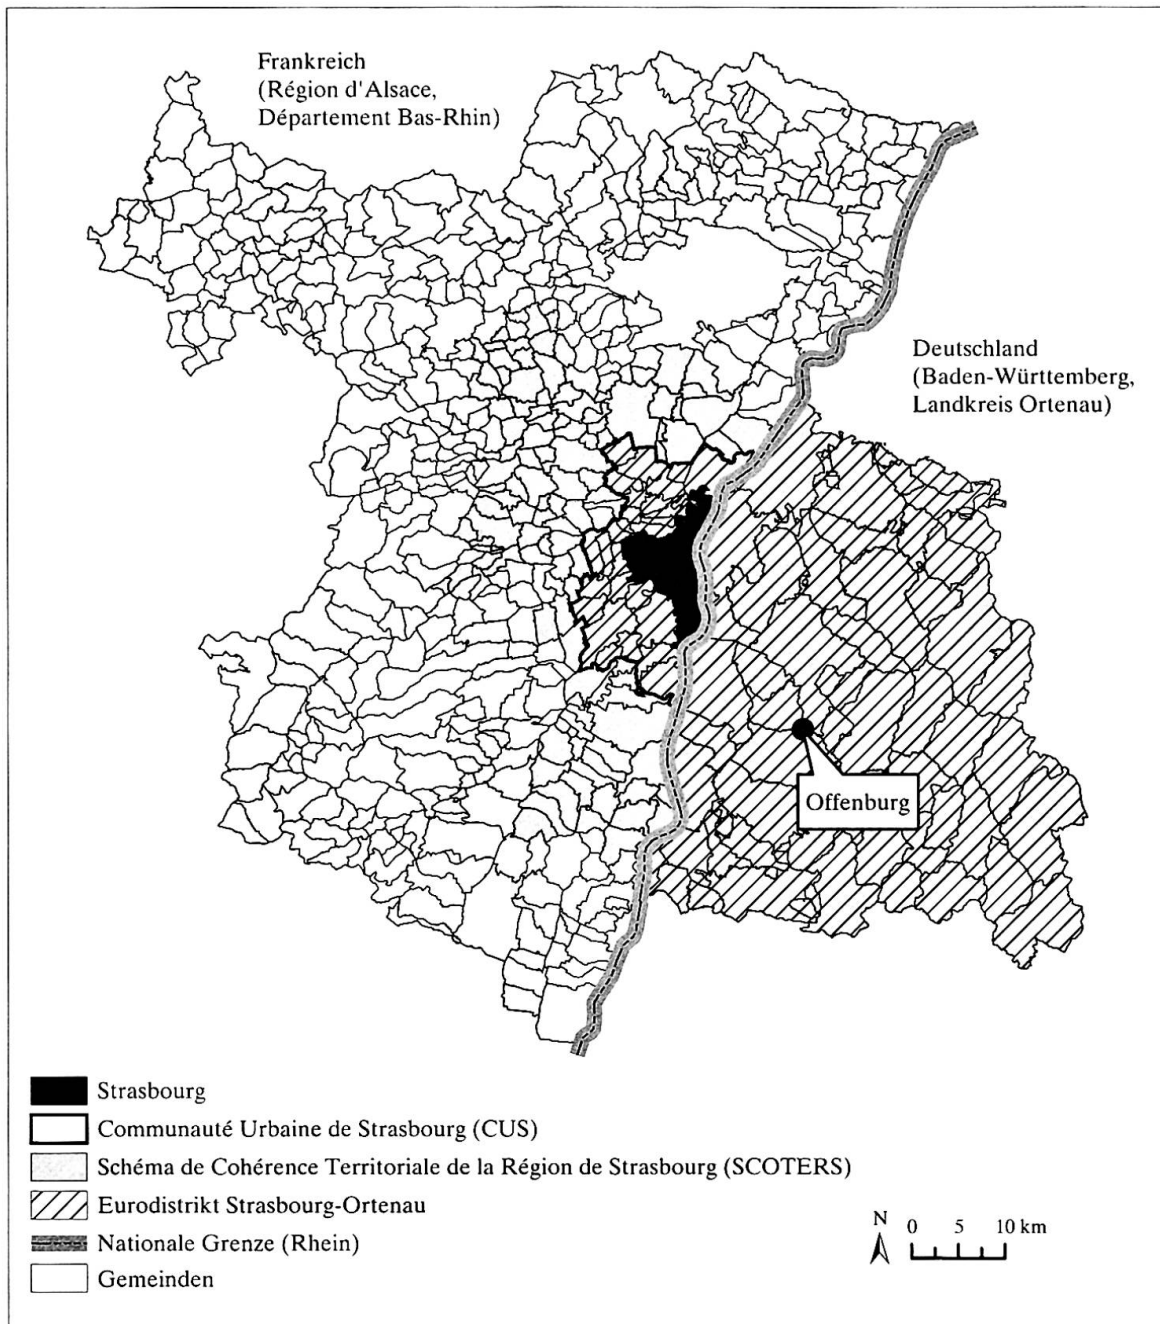 Frankreich
(Région d'Alsace,
Département Bas-Rhin)
Deutschland
(Baden-Württemberg,
Landkreis Ortenau)
Offenburg
Strasbourg
Communauté Urbaine de Strasbourg (CUS)
Schéma de Cohérence Territoriale de la Région de Strasbourg (SCOTERS)
Eurodistrikt Strasbourg-Ortenau
Nationale Grenze (Rhein)
Gemeinden
N
0 5 10 km